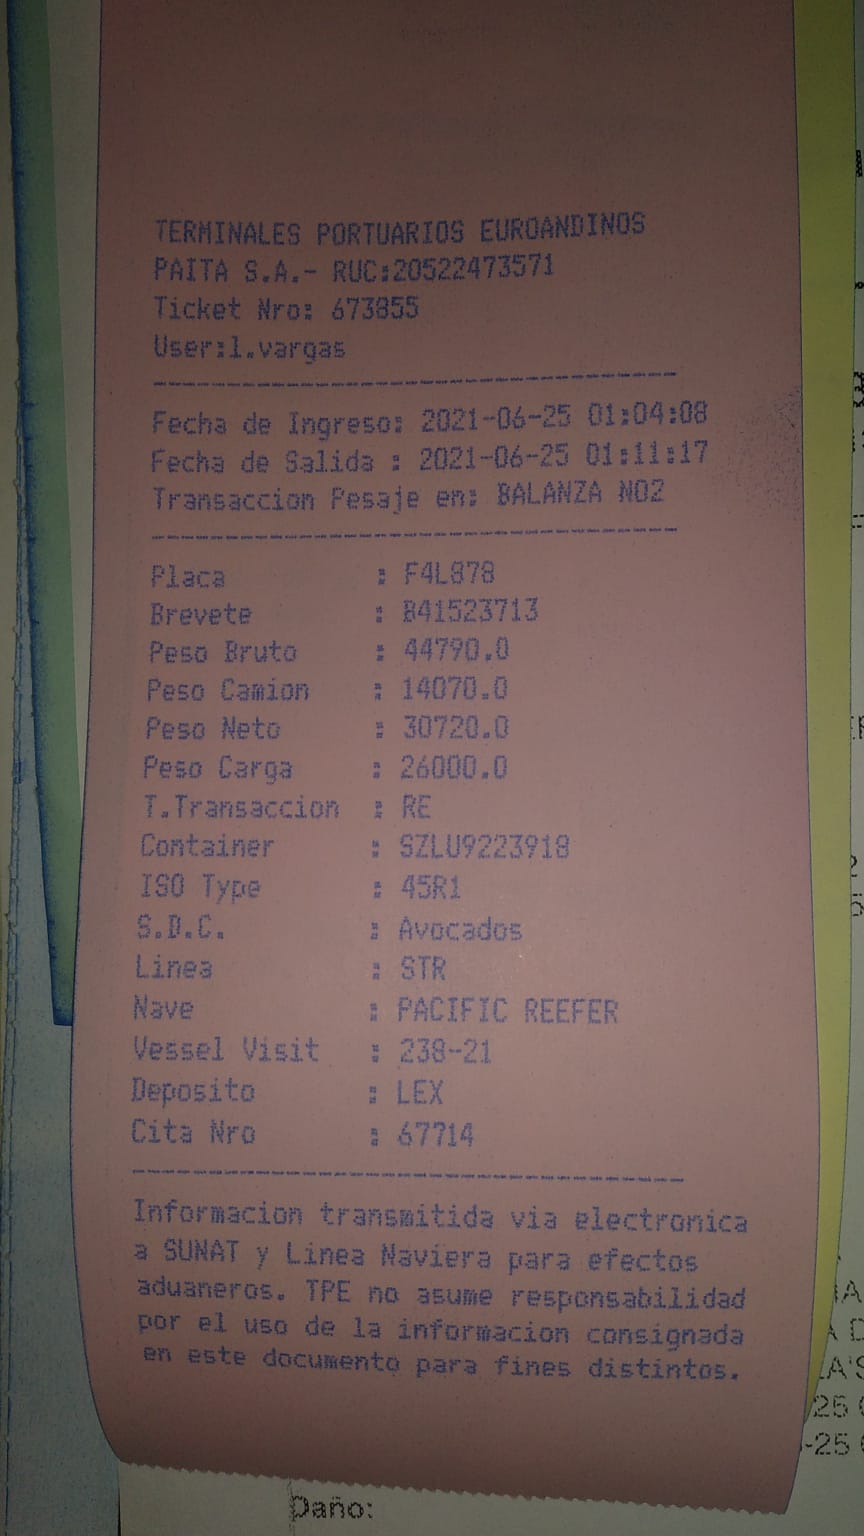 TERMINALES PORTUARIOS EUROANDINOS
PAITA S.A.- RUC:20522473571
Ticket Nro: 673855
User:l.vargas
Fecha de Ingreso: 2021-06-25 01:04:08
Fecha de Salida : 2021-06-25 01:11:17
Transaccion Pesaje en: BALANZA NO2
Placa : F4L878
Brevete : B41523713
Peso Bruto : 44790.0
Peso Camion : 14070.0
Peso Neto : 30720.0
Peso Carga : 26000.0
T.Transaccion : RE
Container : SZLU9223918
ISO Type : 45R1
S.D.C. : Avocados
Linea : STR
Nave : PACIFIC REEFER
Vessel Visit : 238-21
Deposito : LEX
Cita Nro : 67714
Informacion transmitida via electronica
a SUNAT y Linea Naviera para efectos
aduaneros. TPE no asume responsabilidad
por el uso de la informacion consignada
en este documento para fines distintos.
Daño: